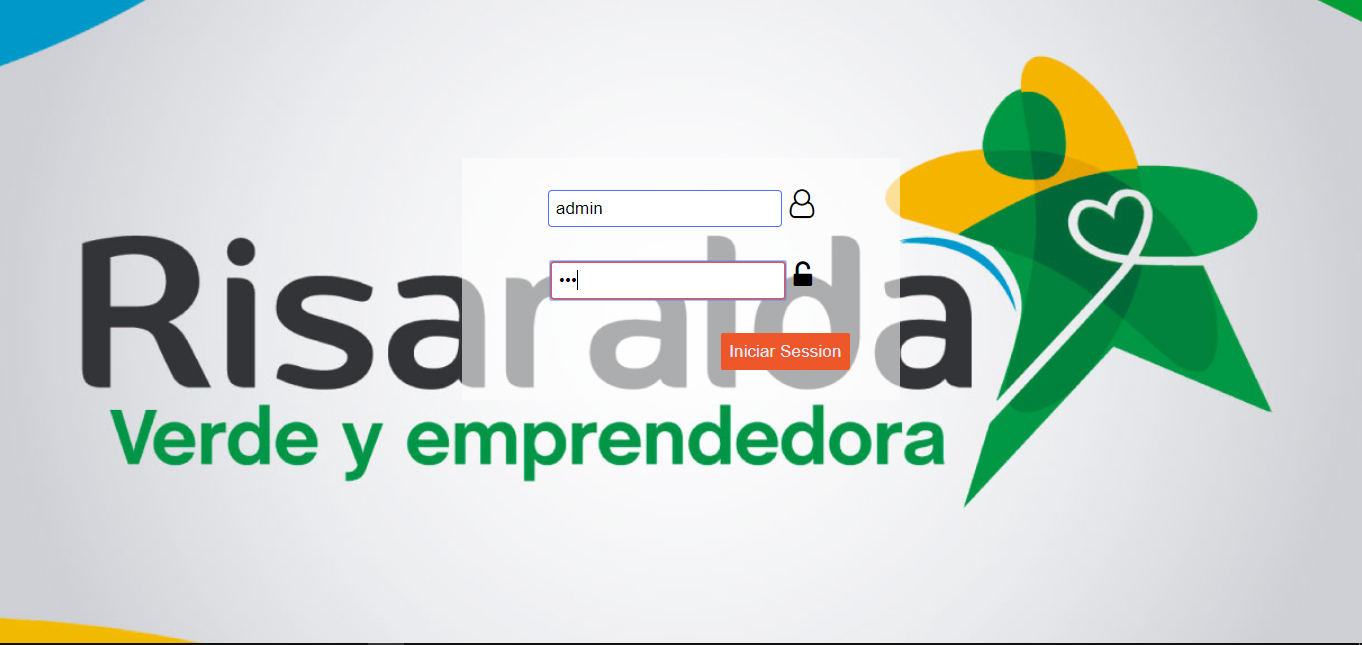 admin
•••
Iniciar Session
Risaralda
Verde y emprendedora